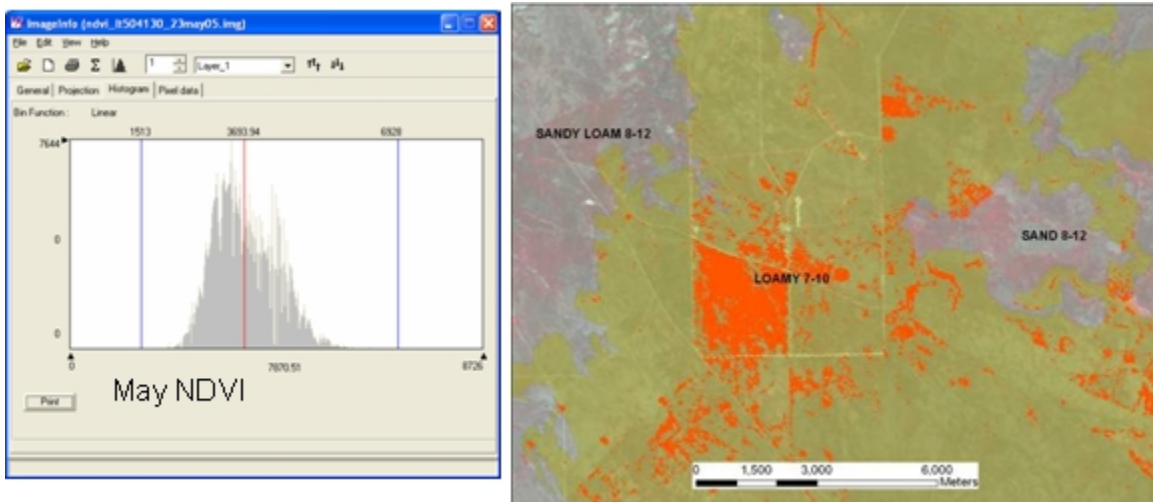 ImageInfo (ndvi_lt504130_23may05.img)
File Edit View Help
1 Layer_1
General Projection Histogram Pixel data
Bin Function : Linear
1513 3693.94 6928
7644
0
0
0 7870.51 8726
Print
May NDVI
SANDY LOAM 8-12
SAND 8-12
LOAMY 7-10
0 1,500 3,000 6,000
Meters